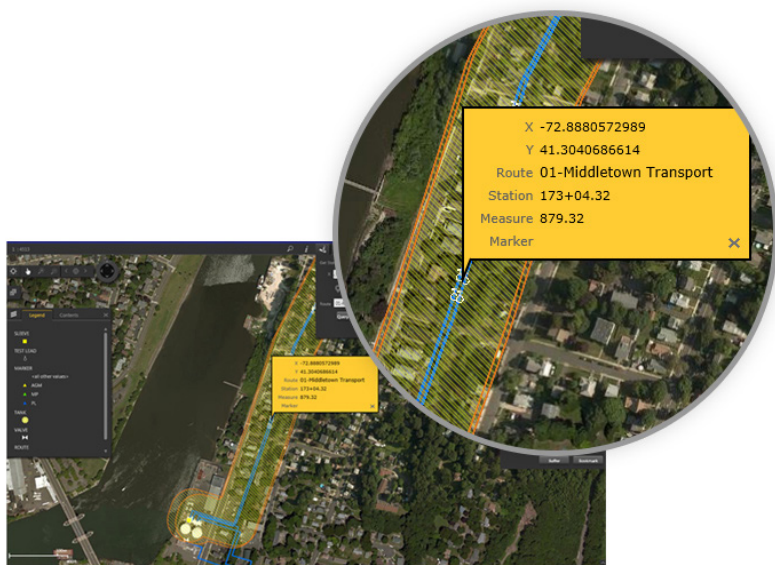 X -72.8880572989
Y 41.3040686614
Route 01-Middletown Transport
Station 173+04.32
Measure 879.32
Marker ×
Legend Contents ×
SLEEVE
TEST LEAD
MARKER
<all other values>
AGM
MP
PL
TANK
VALVE
ROUTE
X -72.8880572989
Y 41.3040686614
Route 01-Middletown Transport
Station 173+04.32
Measure 879.32
Marker ×
Route
Buffer Bookmark